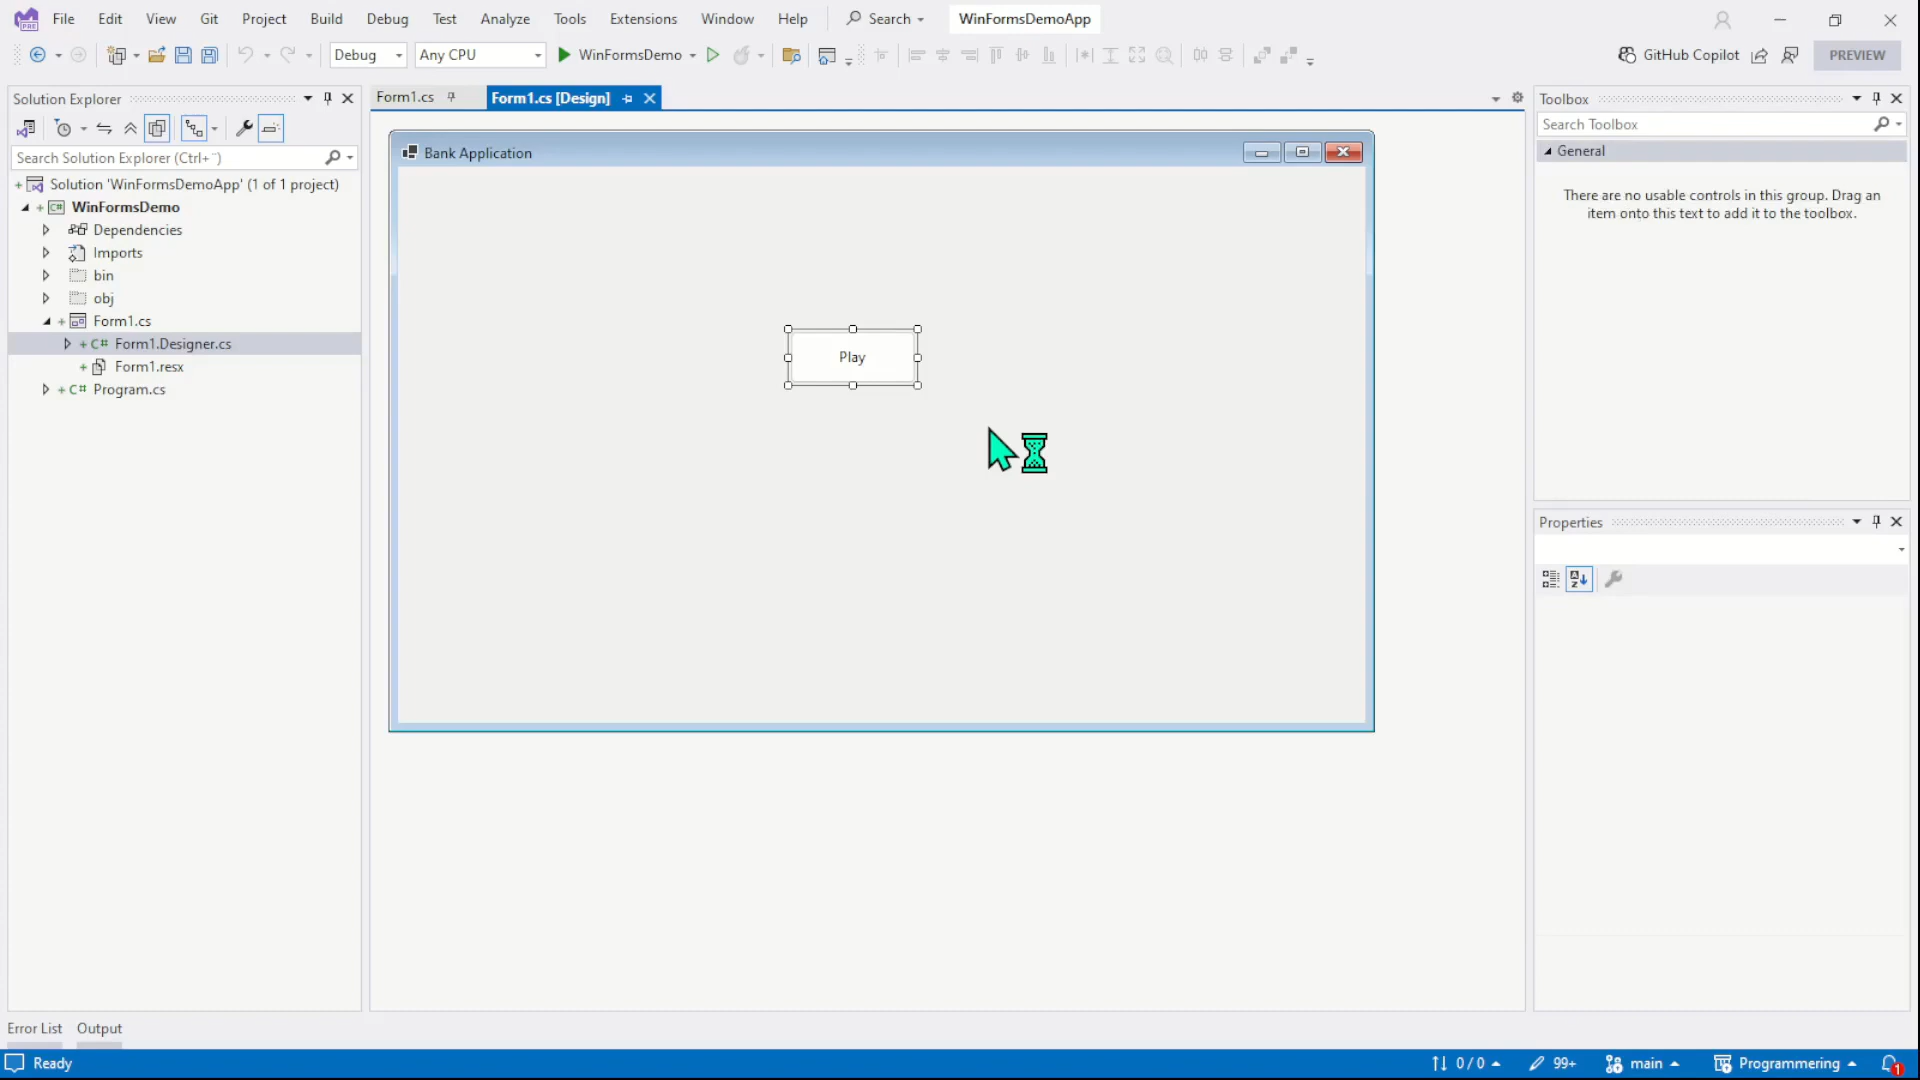 File Edit View Git Project Build Debug Test Analyze Tools Extensions Window Help Search WinFormsDemoApp
Debug Any CPU WinFormsDemo GitHub Copilot PREVIEW
Solution Explorer
Search Solution Explorer (Ctrl+¨)
Solution 'WinFormsDemoApp' (1 of 1 project)
WinFormsDemo
Dependencies
Imports
bin
obj
Form1.cs
C# Form1.Designer.cs
Form1.resx
C# Program.cs
Form1.cs Form1.cs [Design]
Bank Application
Play
Toolbox
Search Toolbox
General
There are no usable controls in this group. Drag an
item onto this text to add it to the toolbox.
Properties
Error List Output
Ready 0 / 0 99+ main Programmering 1